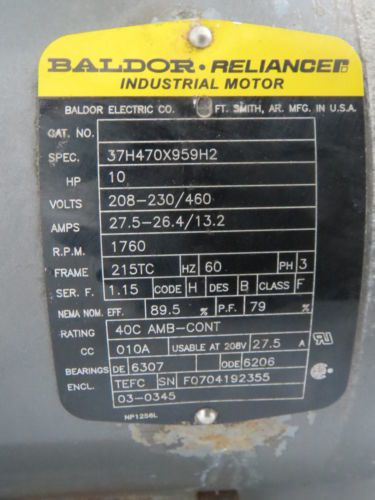 BALDOR • RELIANCER
INDUSTRIAL MOTOR
BALDOR ELECTRIC CO. FT. SMITH, AR. MFG. IN U.S.A.
CAT. NO.
SPEC. 37H470X959H2
HP 10
VOLTS 208-230/460
AMPS 27.5-26.4/13.2
R.P.M. 1760
FRAME 215TC HZ 60 PH 3
SER. F. 1.15 CODE H DES B CLASS F
NEMA NOM. EFF. 89.5 % P.F. 79 %
RATING 40C AMB-CONT
CC 010A USABLE AT 208V 27.5 A
BEARINGS DE 6307 ODE 6206
ENCL. TEFC SN F0704192355
03-0345
NP1256L